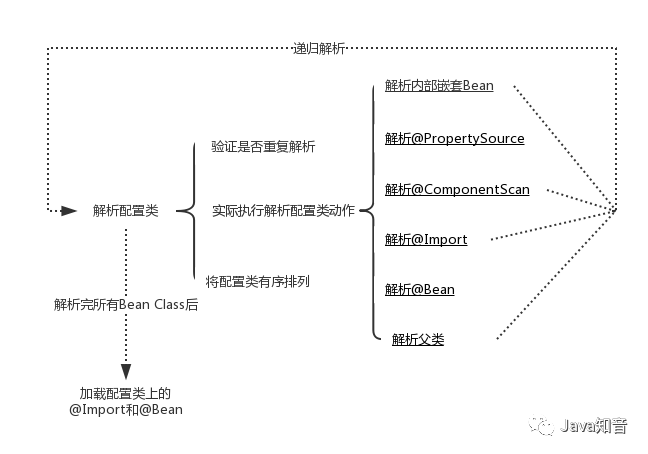 递归解析
解析内部嵌套Bean
解析@PropertySource
验证是否重复解析
解析@ComponentScan
解析配置类
实际执行解析配置类动作
解析@Import
将配置类有序排列
解析@Bean
解析完所有Bean Class后
解析父类
加载配置类上的
@Import和@Bean
Java知音